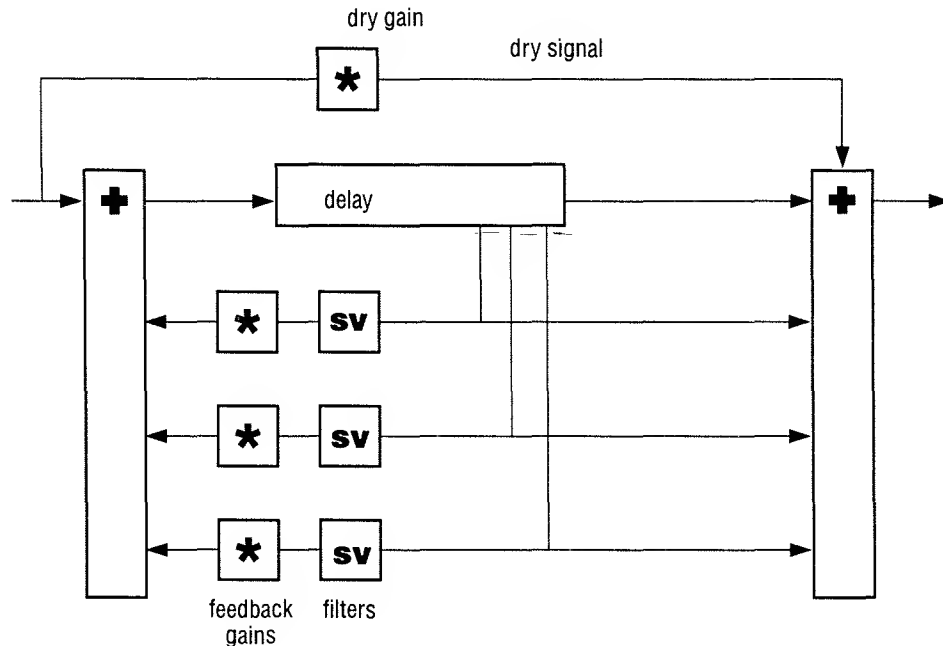 dry gain
*
dry signal
+
delay
+
* sv
* sv
* sv
feedback
gains
filters